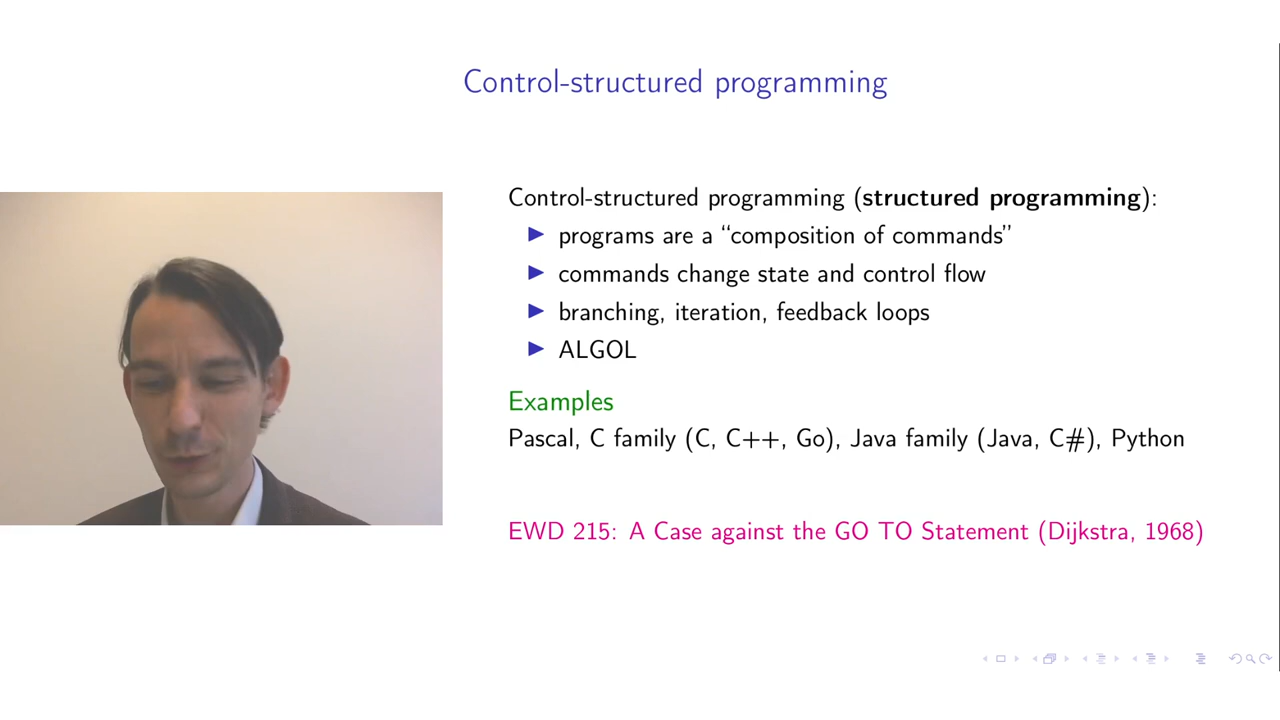 Control-structured programming
Control-structured programming (structured programming):
▶ programs are a “composition of commands”
▶ commands change state and control flow
▶ branching, iteration, feedback loops
▶ ALGOL
Examples
Pascal, C family (C, C++, Go), Java family (Java, C#), Python
EWD 215: A Case against the GO TO Statement (Dijkstra, 1968)